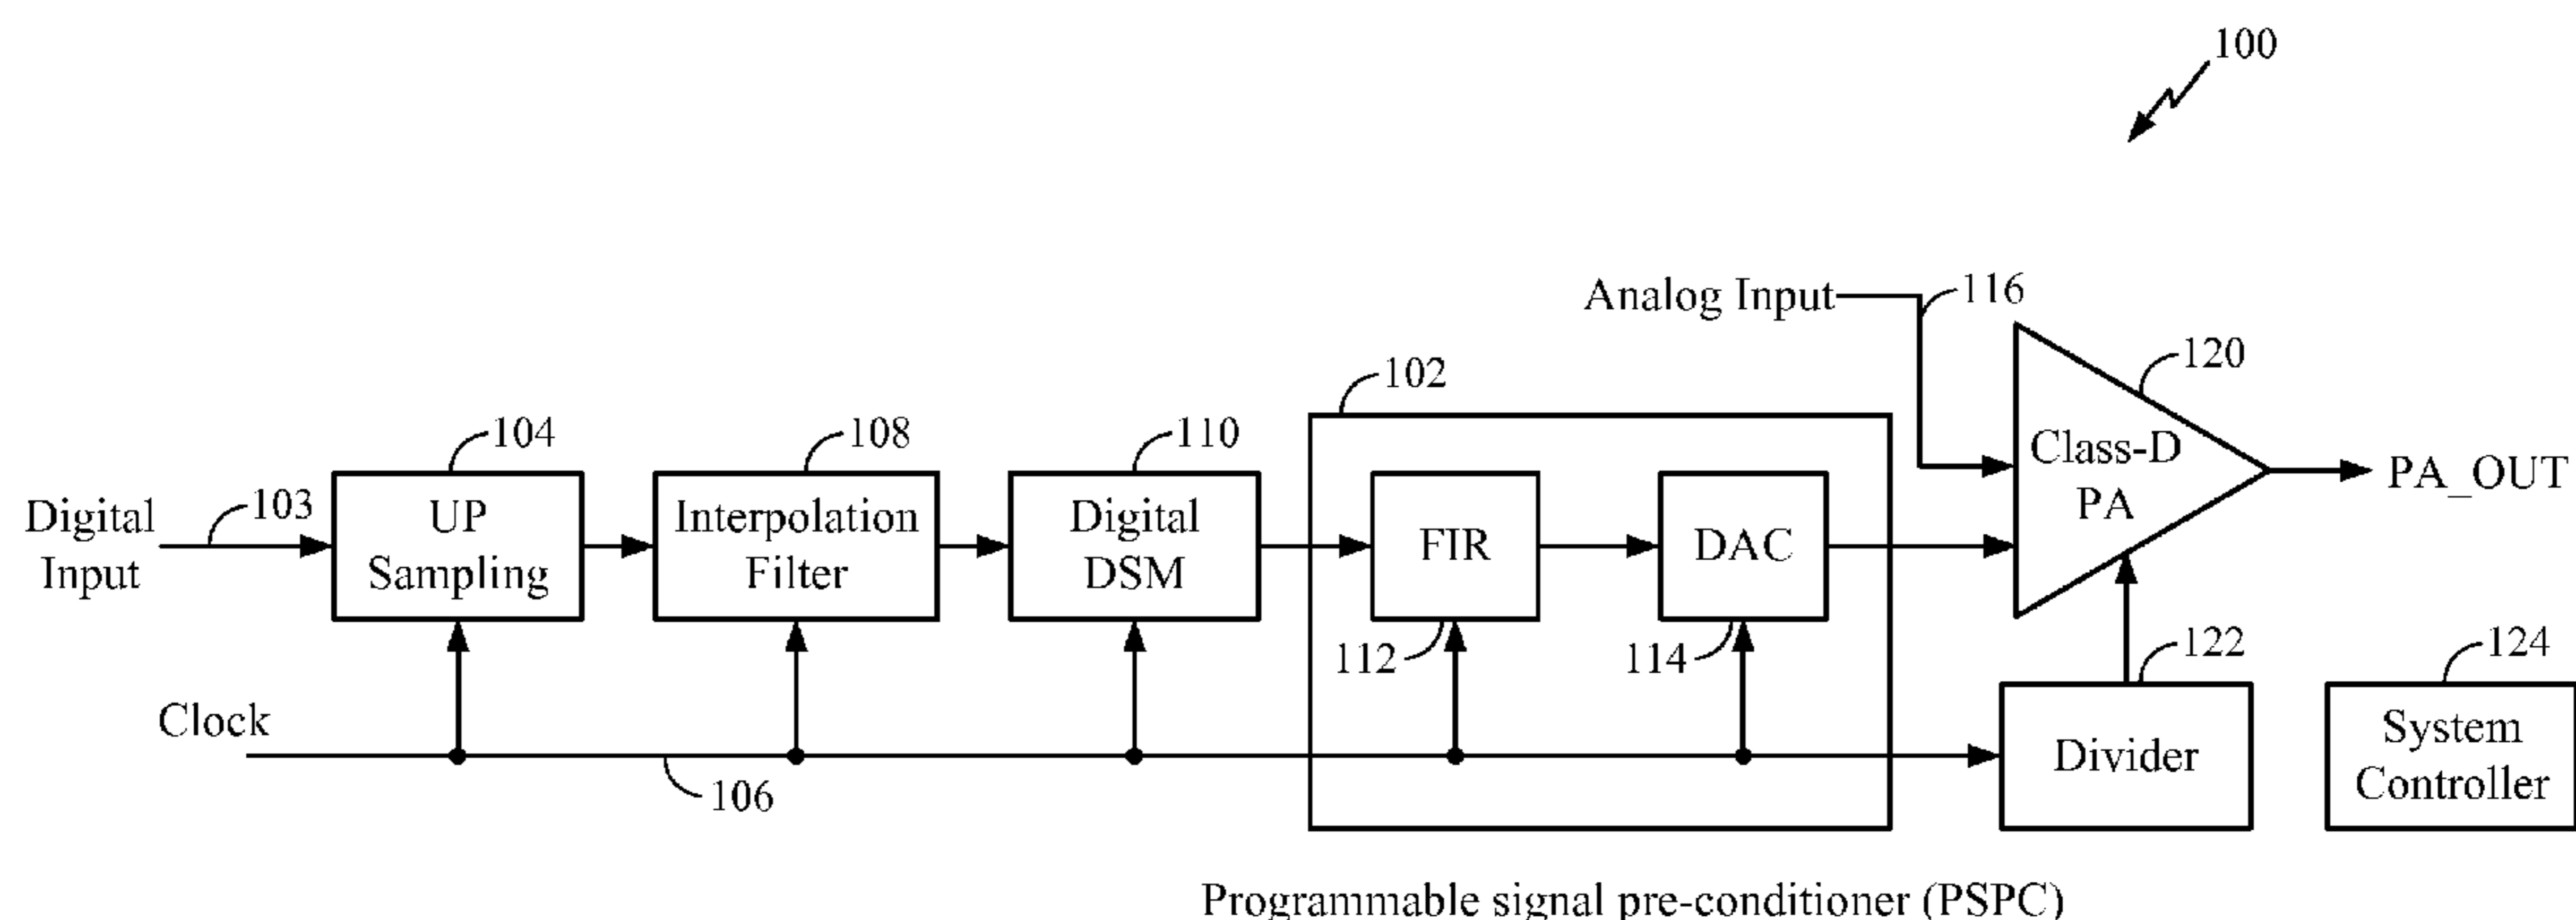 100
Analog Input
116
120
102
Class-D
PA
PA_OUT
104
108
110
Digital
Input
103
UP
Sampling
Interpolation
Filter
Digital
DSM
FIR
DAC
112
114
122
124
Clock
106
Divider
System
Controller
Programmable signal pre-conditioner (PSPC)